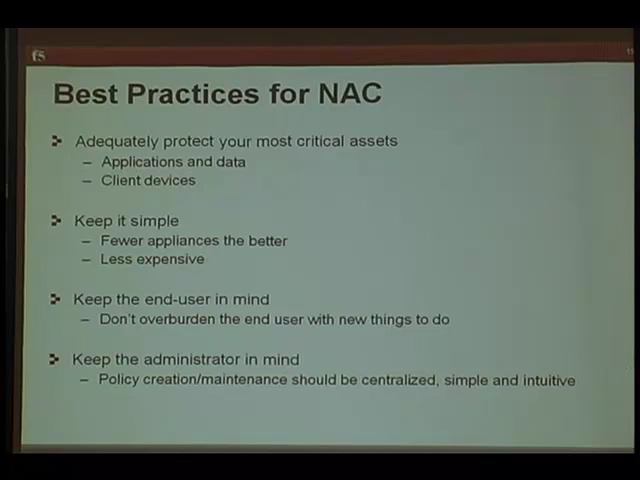 f5
Best Practices for NAC
Adequately protect your most critical assets
– Applications and data
– Client devices
Keep it simple
– Fewer appliances the better
– Less expensive
Keep the end-user in mind
– Don't overburden the end user with new things to do
Keep the administrator in mind
– Policy creation/maintenance should be centralized, simple and intuitive